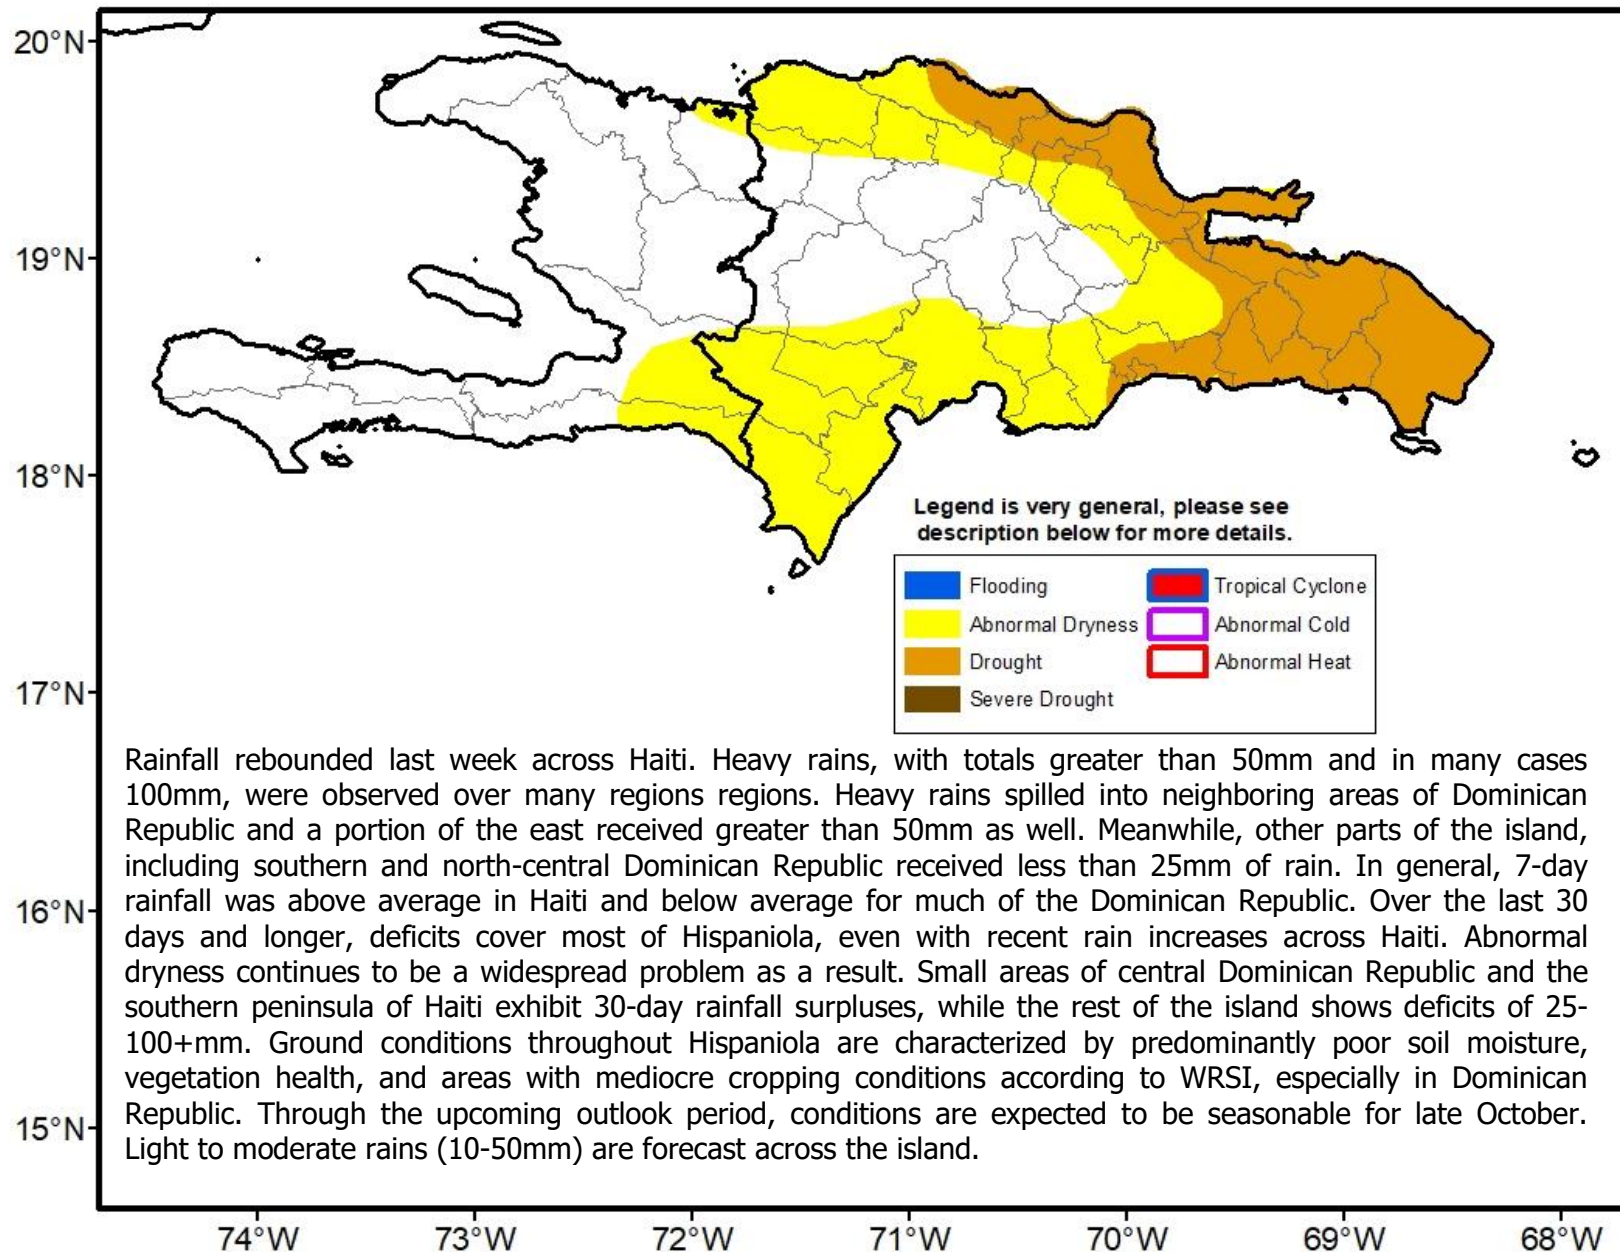 20°N
19°N
18°N
17°N
16°N
15°N
Legend is very general, please see
description below for more details.
Flooding
Tropical Cyclone
Abnormal Dryness
Abnormal Cold
Drought
Abnormal Heat
Severe Drought
Rainfall rebounded last week across Haiti. Heavy rains, with totals greater than 50mm and in many cases
100mm, were observed over many regions regions. Heavy rains spilled into neighboring areas of Dominican
Republic and a portion of the east received greater than 50mm as well. Meanwhile, other parts of the island,
including southern and north-central Dominican Republic received less than 25mm of rain. In general, 7-day
rainfall was above average in Haiti and below average for much of the Dominican Republic. Over the last 30
days and longer, deficits cover most of Hispaniola, even with recent rain increases across Haiti. Abnormal
dryness continues to be a widespread problem as a result. Small areas of central Dominican Republic and the
southern peninsula of Haiti exhibit 30-day rainfall surpluses, while the rest of the island shows deficits of 25-
100+mm. Ground conditions throughout Hispaniola are characterized by predominantly poor soil moisture,
vegetation health, and areas with mediocre cropping conditions according to WRSI, especially in Dominican
Republic. Through the upcoming outlook period, conditions are expected to be seasonable for late October.
Light to moderate rains (10-50mm) are forecast across the island.
74°W 73°W 72°W 71°W 70°W 69°W 68°W